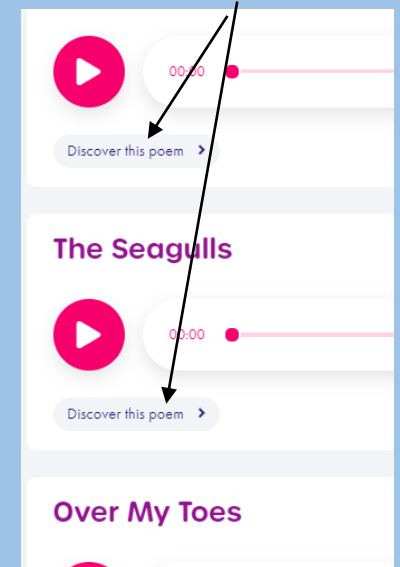 00:00
Discover this poem
The Seagulls
00:00
Discover this poem
Over My Toes